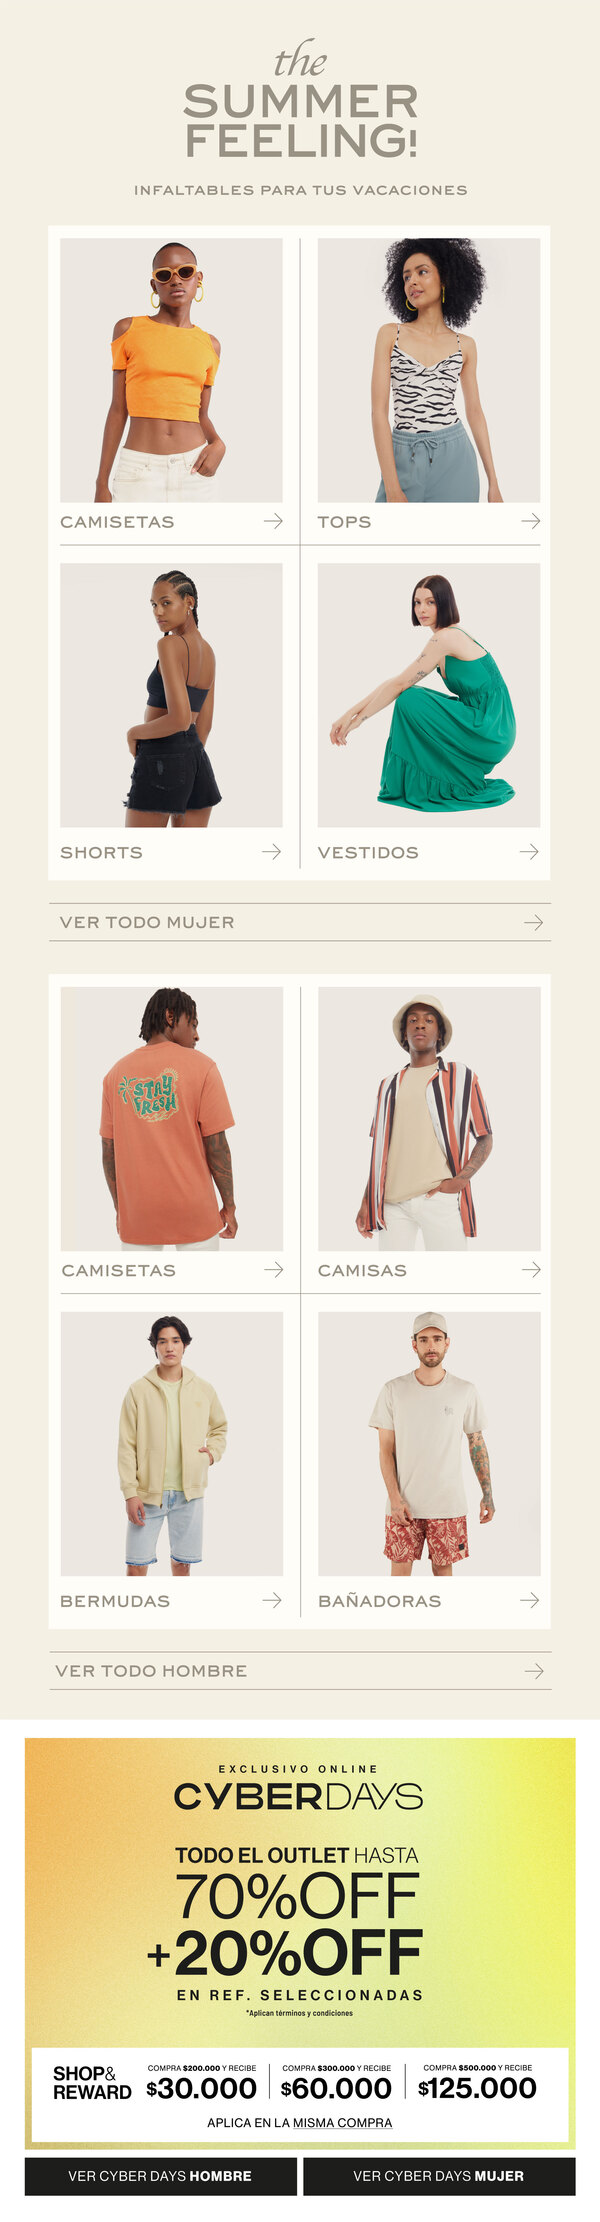 the
SUMMER
FEELING!
INFALTABLES PARA TUS VACACIONES
CAMISETAS
TOPS
SHORTS
VESTIDOS
VER TODO MUJER
STAY
FRESH
CAMISETAS
CAMISAS
BERMUDAS
BAÑADORAS
VER TODO HOMBRE
EXCLUSIVO ONLINE
CYBERDAYS
TODO EL OUTLET HASTA
70%OFF
+20%OFF
EN REF. SELECCIONADAS
*Aplican términos y condiciones
SHOP&
REWARD
COMPRA $200.000 Y RECIBE
$30.000
COMPRA $300.000 Y RECIBE
$60.000
COMPRA $500.000 Y RECIBE
$125.000
APLICA EN LA MISMA COMPRA
VER CYBER DAYS HOMBRE
VER CYBER DAYS MUJER